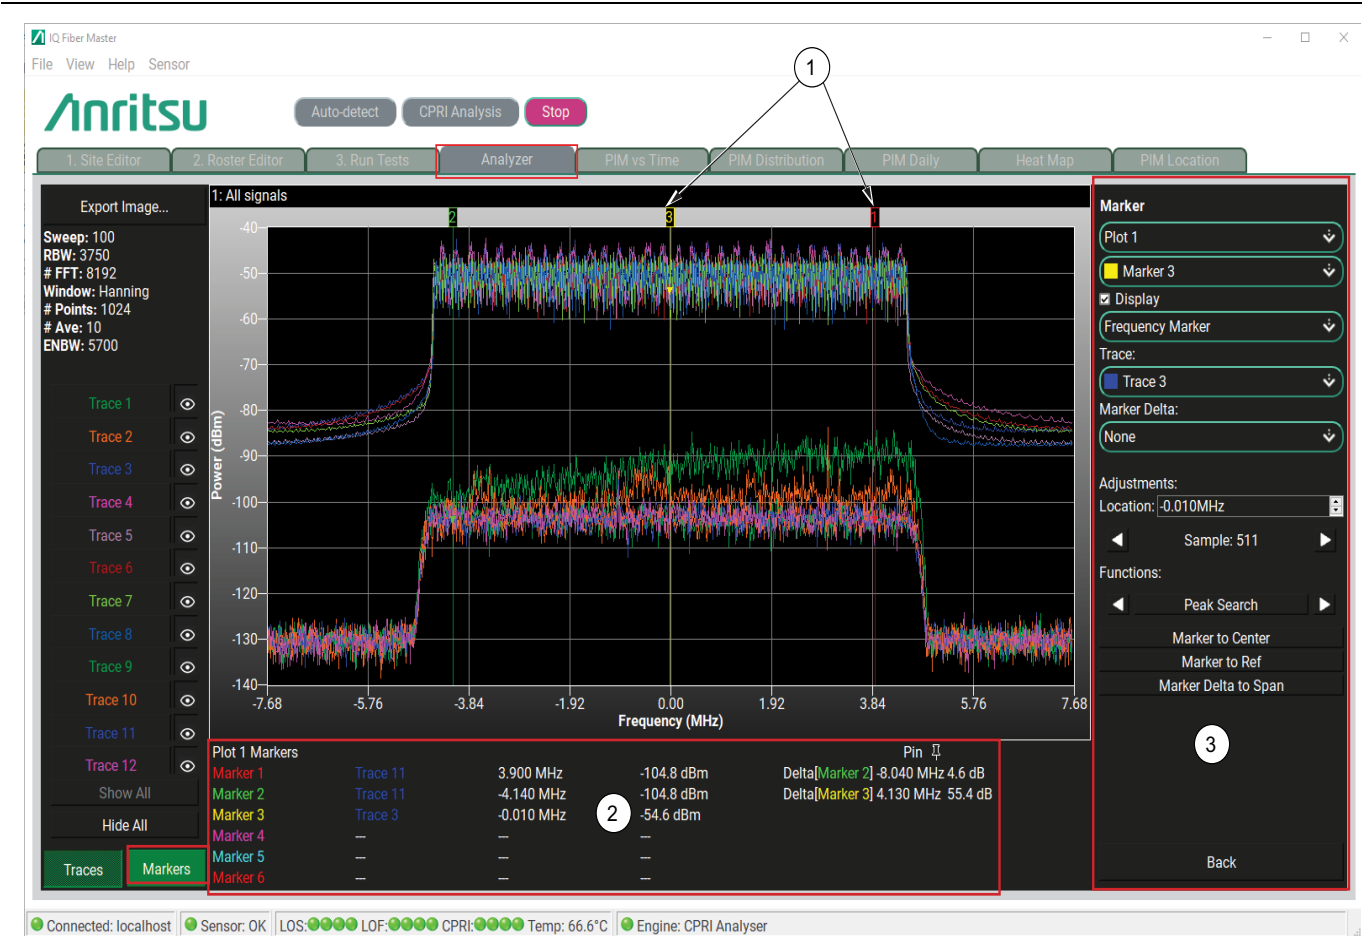 IQ Fiber Master
File View Help Sensor
1
Anritsu
Auto-detect CPRI Analysis Stop
1. Site Editor 2. Roster Editor 3. Run Tests Analyzer PIM vs Time PIM Distribution PIM Daily Heat Map PIM Location
Export Image...
Sweep: 100
RBW: 3750
# FFT: 8192
Window: Hanning
# Points: 1024
# Ave: 10
ENBW: 5700
Trace 1
Trace 2
Trace 3
Trace 4
Trace 5
Trace 6
Trace 7
Trace 8
Trace 9
Trace 10
Trace 11
Trace 12
Show All
Hide All
Traces Markers
1: All signals
2 3 1
-40
-50
-60
-70
-80
-90
-100
-110
-120
-130
-140
Power (dBm)
-7.68 -5.76 -3.84 -1.92 0.00 1.92 3.84 5.76 7.68
Frequency (MHz)
Plot 1 Markers Pin
Marker 1 Trace 11 3.900 MHz -104.8 dBm Delta[Marker 2] -8.040 MHz 4.6 dB
Marker 2 Trace 11 -4.140 MHz -104.8 dBm Delta[Marker 3] 4.130 MHz 55.4 dB
Marker 3 Trace 3 -0.010 MHz -54.6 dBm
Marker 4 --- ---
Marker 5 --- ---
Marker 6 --- ---
2
Marker
Plot 1
Marker 3
Display
Frequency Marker
Trace:
Trace 3
Marker Delta:
None
Adjustments:
Location: -0.010MHz
Sample: 511
Functions:
Peak Search
Marker to Center
Marker to Ref
Marker Delta to Span
3
Back
Connected: localhost Sensor: OK LOS: LOF: CPRI: Temp: 66.6°C Engine: CPRI Analyser